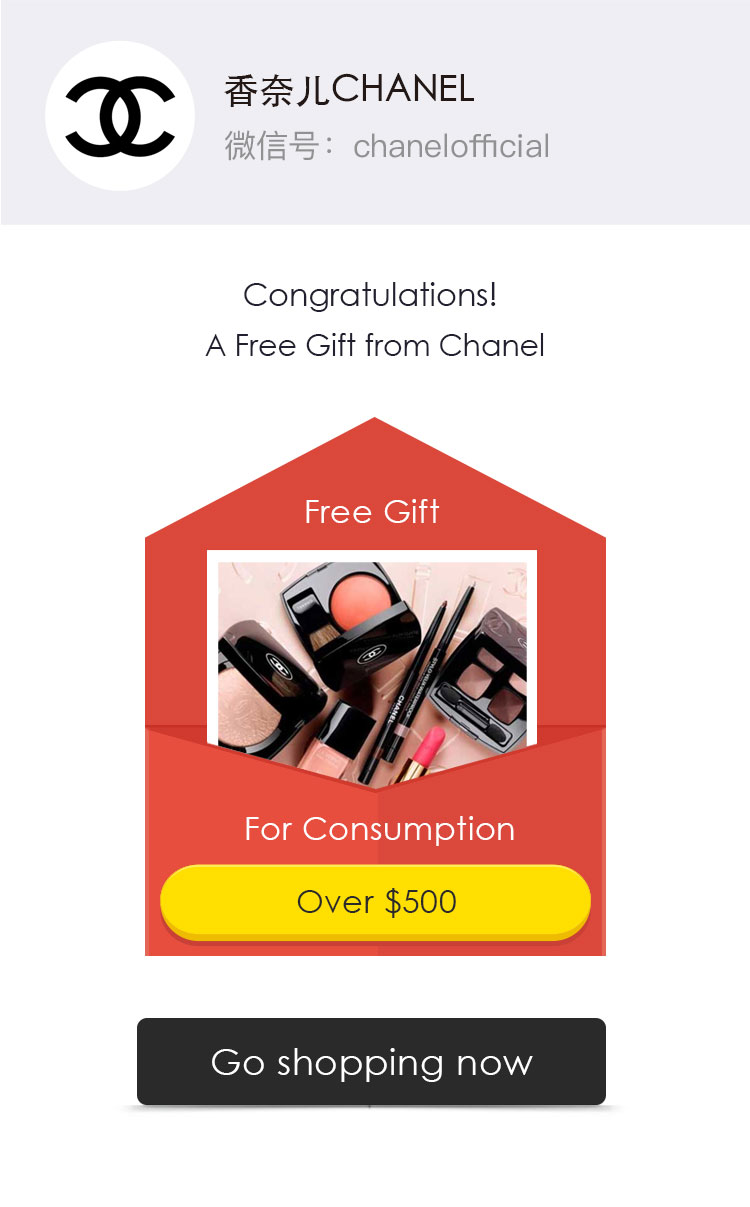 香奈儿CHANEL
微信号：chanelofficial
Congratulations!
A Free Gift from Chanel
Free Gift
CHANEL
For Consumption
Over $500
Go shopping now